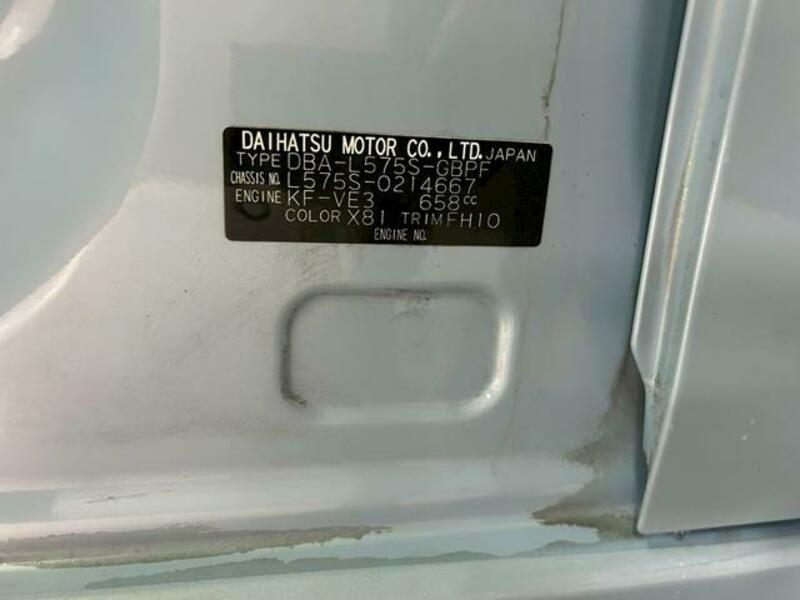 DAIHATSU MOTOR CO.,LTD. JAPAN
TYPE DBA-L575S-GBPF
CHASSIS NO. L575S-0214667
ENGINE KF-VE3 658cc
COLOR X81 TRIM FH10
ENGINE NO.